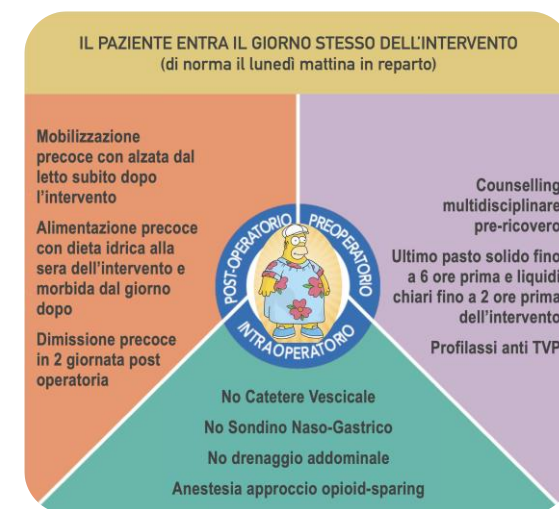 IL PAZIENTE ENTRA IL GIORNO STESSO DELL'INTERVENTO
(di norma il lunedì mattina in reparto)
Mobilizzazione
precoce con alzata dal
letto subito dopo
l'intervento
Alimentazione precoce
con dieta idrica alla
sera dell'intervento e
morbida dal giorno
dopo
Dimissione precoce
in 2 giornata post
operatoria
POST-OPERATORIO
PREOPERATORIO
INTRAOPERATORIO
Counselling
multidisciplinare
pre-ricovero
Ultimo pasto solido fino
a 6 ore prima e liquidi
chiari fino a 2 ore prima
dell'intervento
Profilassi anti TVP
No Catetere Vescicale
No Sondino Naso-Gastrico
No drenaggio addominale
Anestesia approccio opioid-sparing